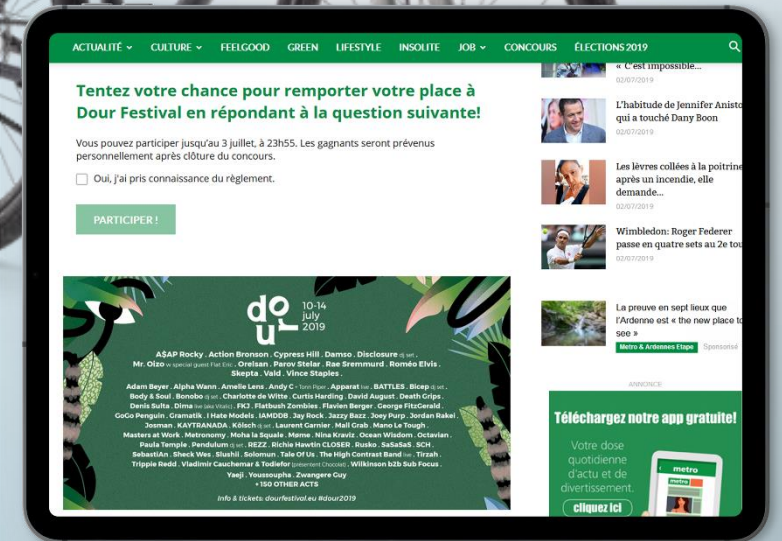 ACTUALITÉ CULTURE FEELGOOD GREEN LIFESTYLE INSOLITE JOB CONCOURS ÉLECTIONS 2019
Tentez votre chance pour remporter votre place à
Dour Festival en répondant à la question suivante!
Vous pouvez participer jusqu'au 3 juillet, à 23h55. Les gagnants seront prévenus
personnellement après clôture du concours.
Oui, j'ai pris connaissance du règlement.
PARTICIPER !
dour
10-14
july
2019
A$AP Rocky . Action Bronson . Cypress Hill . Damso . Disclosure dj set .
Mr. Oizo w special guest Flat Eric . Orelsan . Parov Stelar . Rae Sremmurd . Roméo Elvis .
Skepta . Vald . Vince Staples .
Adam Beyer . Alpha Wann . Amelie Lens . Andy C + Tonn Piper . Apparat live . BATTLES . Bicep dj set .
Body & Soul . Bonobo dj set . Charlotte de Witte . Curtis Harding . David August . Death Grips .
Denis Sulta . Dima live (aka Vitalic) . FKJ . Flatbush Zombies . Flavien Berger . George FitzGerald .
GoGo Penguin . Gramatik . I Hate Models . IAMDDB . Jay Rock . Jazzy Bazz . Joey Purp . Jordan Rakei .
Josman . KAYTRANADA . Kölsch dj set . Laurent Garnier . Mall Grab . Mano Le Tough .
Masters at Work . Metronomy . Moha la Squale . Møme . Nina Kraviz . Ocean Wisdom . Octavian .
Paula Temple . Pendulum dj set . REZZ . Richie Hawtin CLOSER . Rusko . SaSaSaS . SCH .
SebastiAn . Sheck Wes . Slushii . Solomun . Tale Of Us . The High Contrast Band live . Tirzah .
Trippie Redd . Vladimir Cauchemar & Todiefor (présentent Chocolat) . Wilkinson b2b Sub Focus .
Yaeji . Youssoupha . Zwangere Guy
+ 150 OTHER ACTS
Info & tickets: dourfestival.eu #dour2019
« C'est impossible...
02/07/2019
L'habitude de Jennifer Anisto
qui a touché Dany Boon
02/07/2019
Les lèvres collées à la poitrine
après un incendie, elle
demande...
02/07/2019
Wimbledon: Roger Federer
passe en quatre sets au 2e tou
02/07/2019
La preuve en sept lieux que
l'Ardenne est « the new place to
see »
Metro & Ardennes Etape Sponsorisé
ANNONCE
Téléchargez notre app gratuite!
Votre dose
quotidienne
d'actu et de
divertissement.
cliquez ici
metro
metro